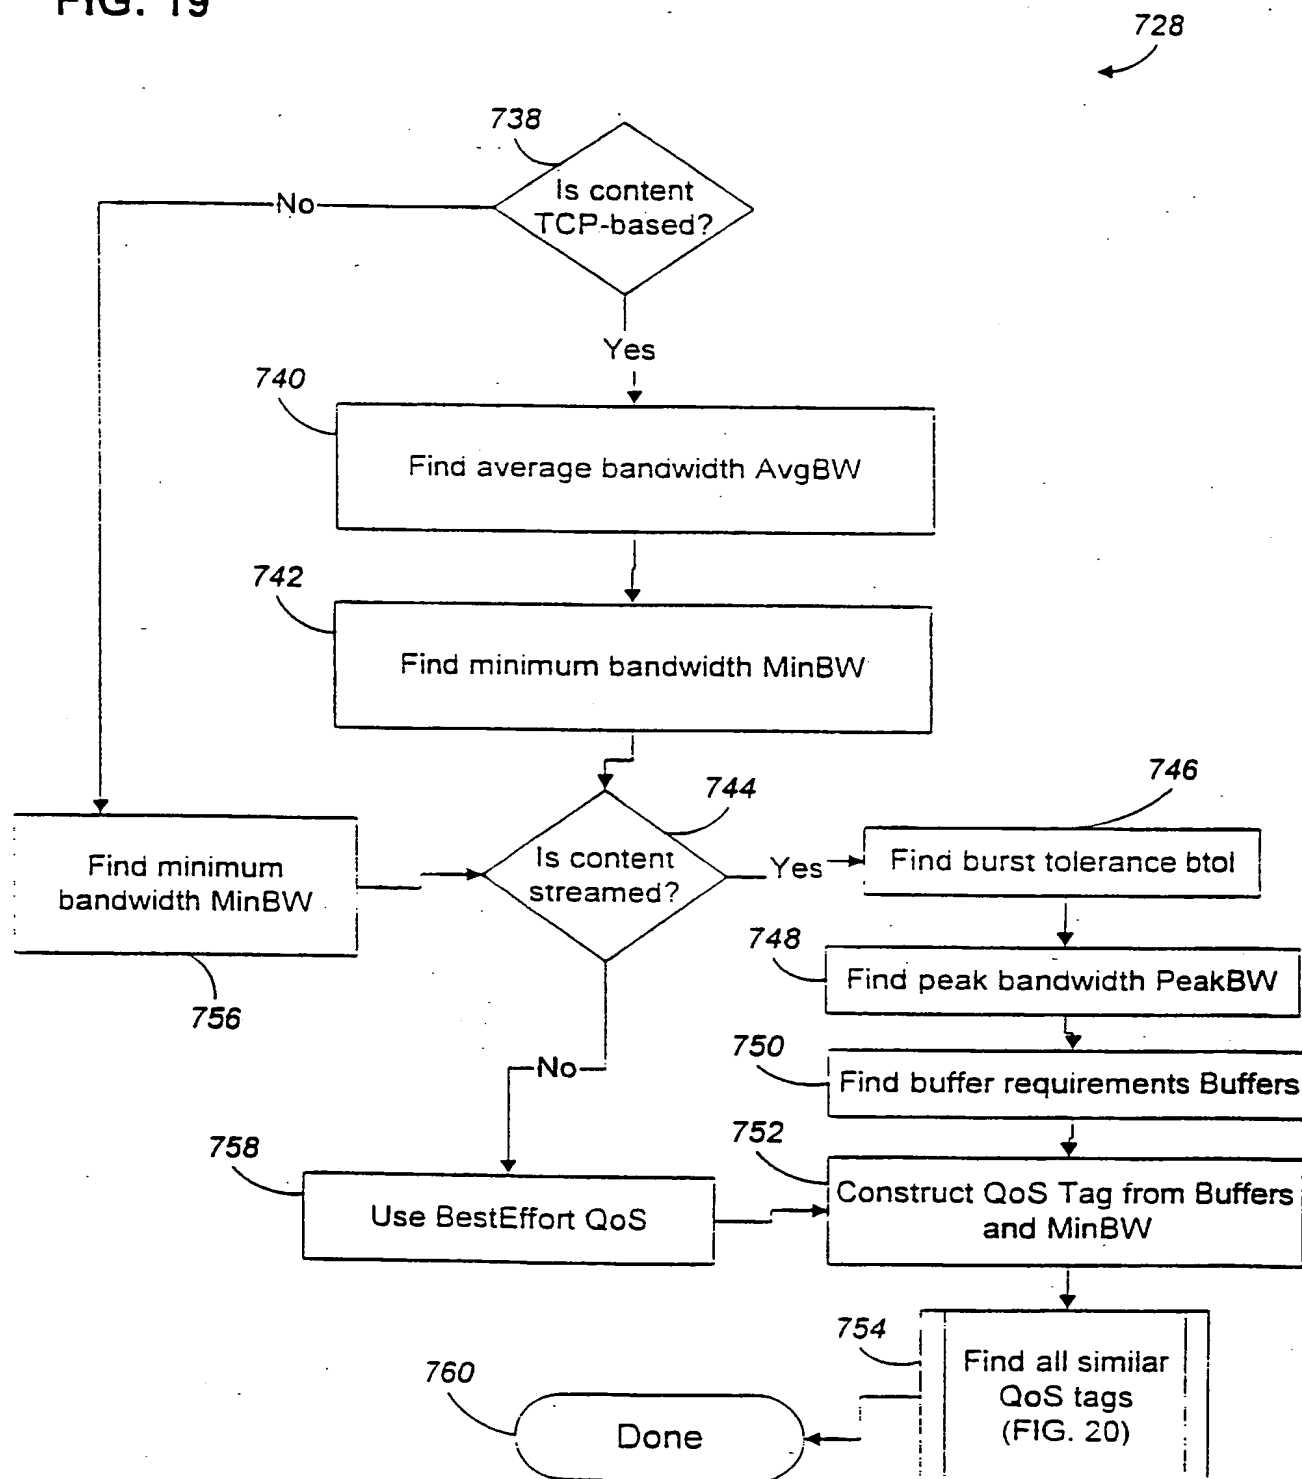 FIG. 19
728
738
Is content
TCP-based?
No
Yes
740
Find average bandwidth AvgBW
742
Find minimum bandwidth MinBW
744
746
Is content
streamed?
Yes
Find burst tolerance btol
Find minimum
bandwidth MinBW
756
748
Find peak bandwidth PeakBW
No
750
Find buffer requirements Buffers
752
758
Use BestEffort QoS
Construct QoS Tag from Buffers
and MinBW
754
Find all similar
QoS tags
(FIG. 20)
760
Done